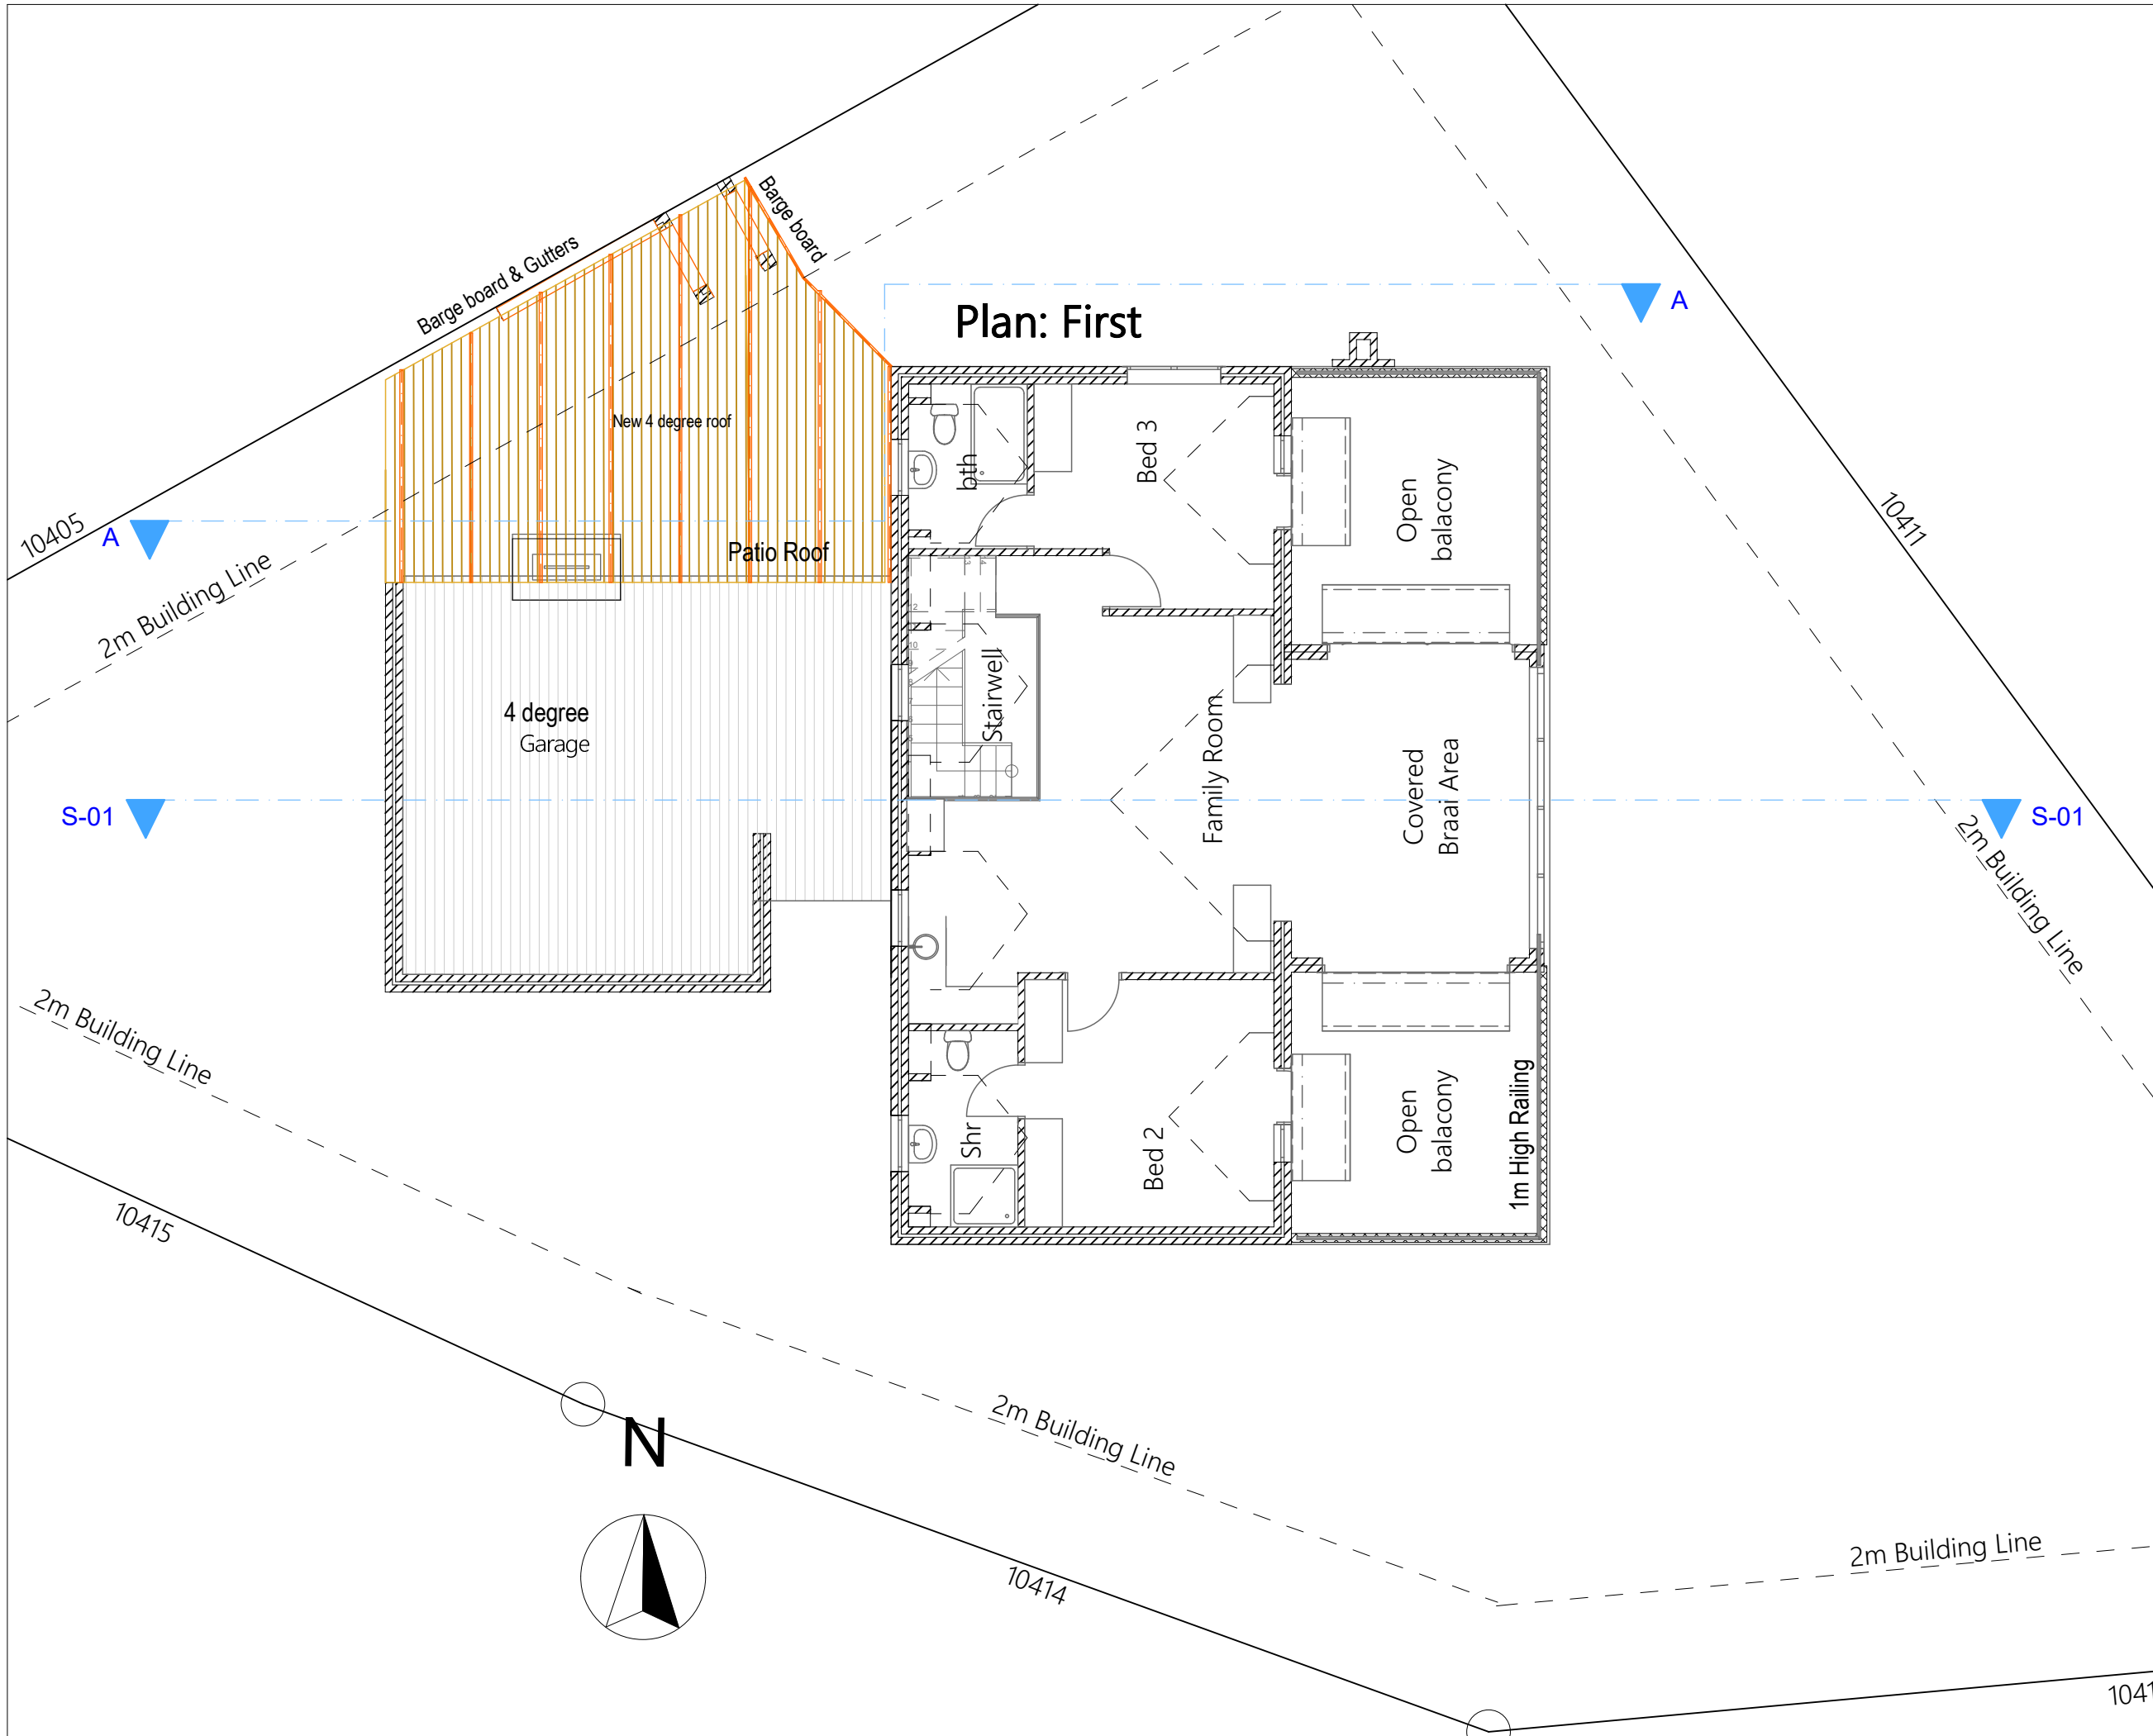 Barge board
Barge board & Gutters
Plan: First
A
New 4 degree roof
bth
Bed 3
Open
balacony
10405
A
10411
Patio Roof
2m Building Line
4 degree
Garage
Stairwell
Family Room
Covered
Braai Area
S-01
S-01
2m Building Line
2m Building Line
Shr
Bed 2
Open
balacony
1m High Railing
10415
N
2m Building Line
2m Building Line
10414
1041